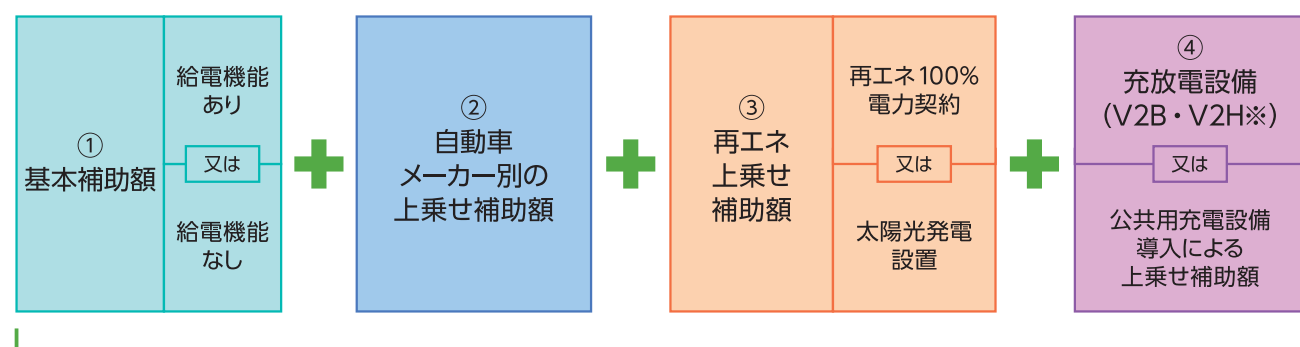 ①
基本補助額
給電機能
あり
又は
給電機能
なし
②
自動車
メーカー別の
上乗せ補助額
③
再エネ
上乗せ
補助額
再エネ100%
電力契約
又は
太陽光発電
設置
④
充放電設備
(V2B・V2H※)
又は
公共用充電設備
導入による
上乗せ補助額